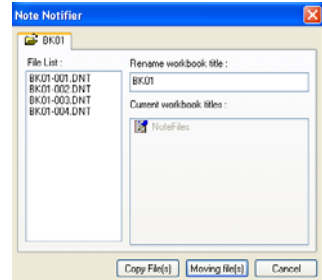 Note Notifier
BK01
File List :
BK01-001.DNT
BK01-002.DNT
BK01-003.DNT
BK01-004.DNT
Rename workbook title :
BK01
Current workbook titles :
NoteFiles
Copy File(s)
Moving file(s)
Cancel